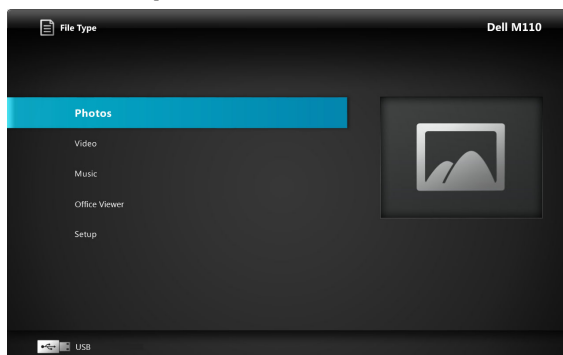 File Type
Dell M110
Photos
Video
Music
Office Viewer
Setup
USB